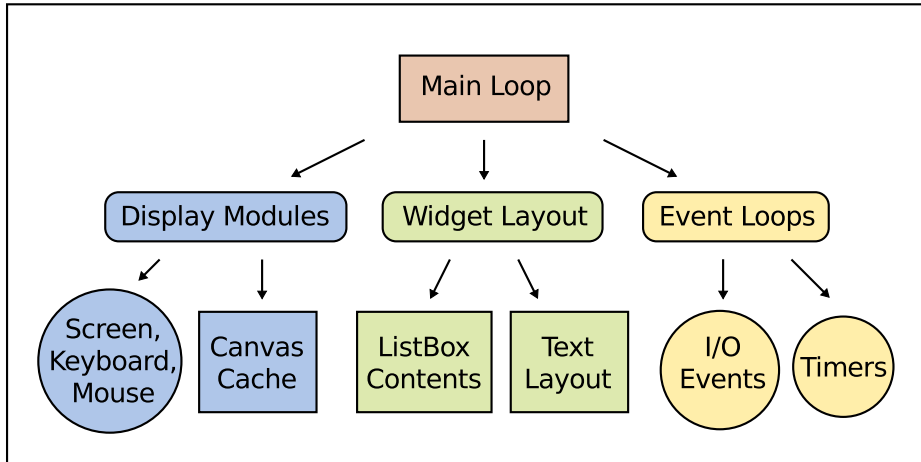 Main Loop
Display Modules
Widget Layout
Event Loops
Screen,
Keyboard,
Mouse
Canvas
Cache
ListBox
Contents
Text
Layout
I/O
Events
Timers